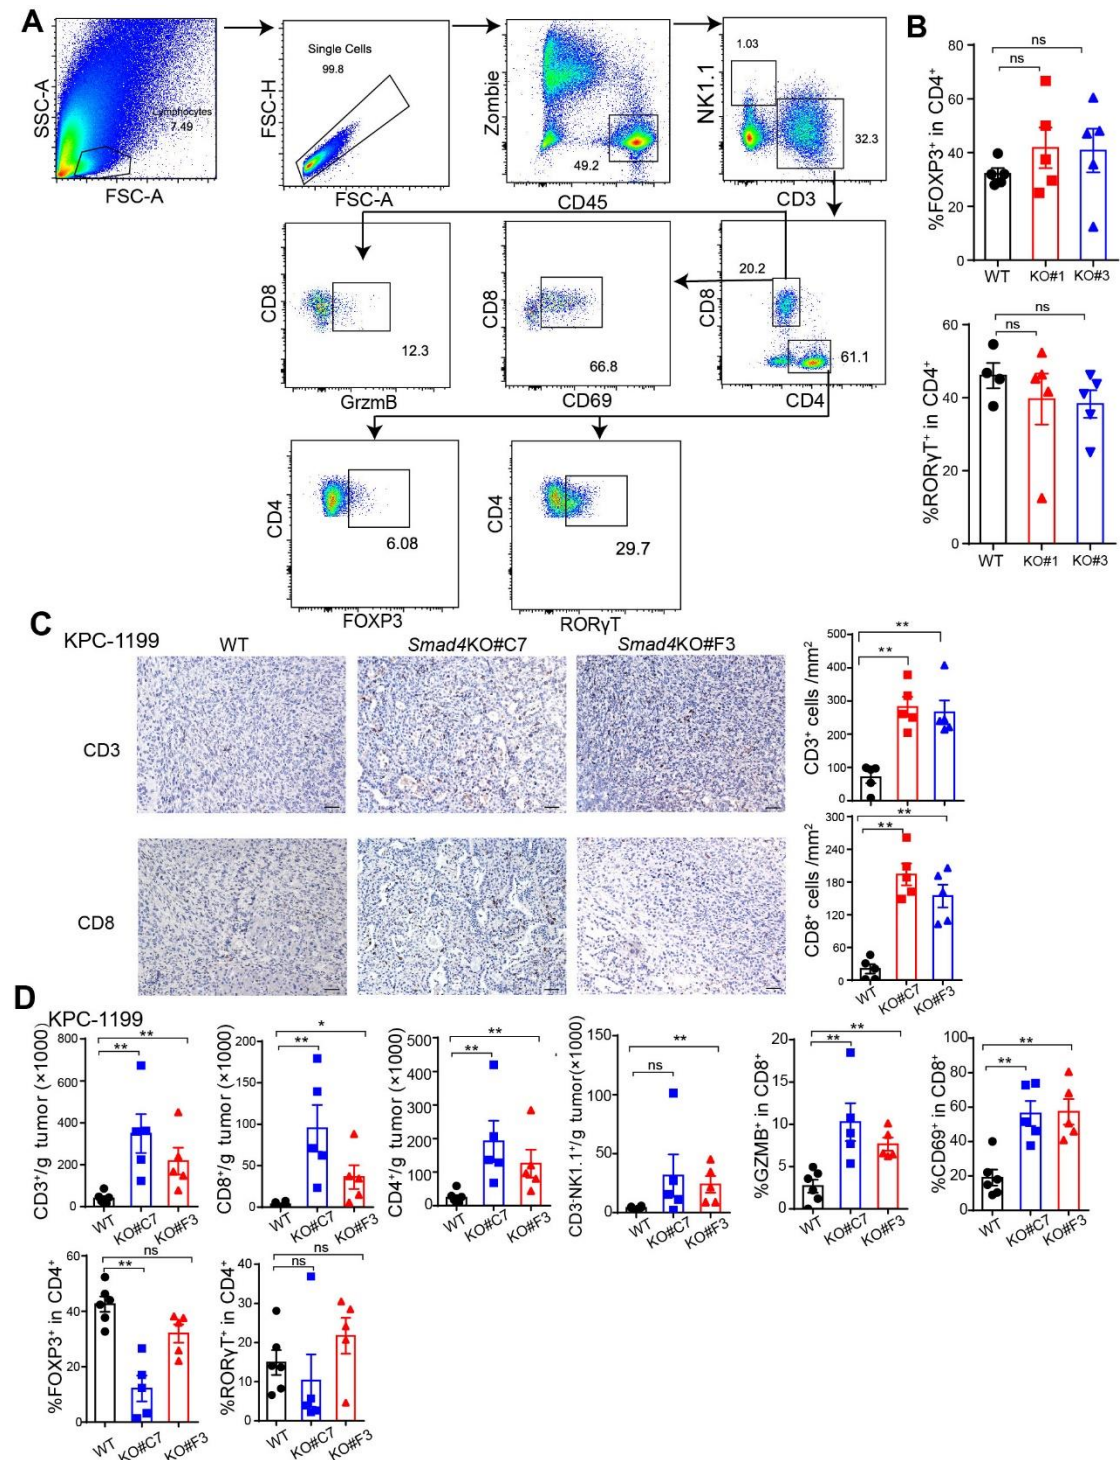 A
SSC-A
Lymphocytes
7.49
FSC-A
FSC-H
Single Cells
99.8
FSC-A
Zombie
49.2
CD45
NK1.1
1.03
32.3
CD3
CD8
12.3
GrzmB
CD8
66.8
CD69
CD8
20.2
61.1
CD4
CD4
6.08
FOXP3
CD4
29.7
RORγT
B
%FOXP3⁺ in CD4⁺
80
60
40
20
0
ns
ns
WT KO#1 KO#3
%RORγT⁺ in CD4⁺
60
40
20
0
ns
ns
WT KO#1 KO#3
C
KPC-1199
WT Smad4KO#C7 Smad4KO#F3
CD3
CD8
CD3⁺ cells /mm²
500
400
300
200
100
0
**
**
CD8⁺ cells/mm²
300
240
180
120
60
0
**
**
WT KO#C7 KO#F3
D
KPC-1199
CD3⁺/g tumor (×1000)
800
600
400
200
0
**
**
WT KO#C7 KO#F3
CD8⁺/g tumor (×1000)
200
150
100
50
0
*
**
WT KO#C7 KO#F3
CD4⁺/g tumor (×1000)
500
400
300
200
100
0
**
**
WT KO#C7 KO#F3
CD3⁻NK1.1⁺/g tumor(×1000)
150
100
50
0
**
ns
WT KO#C7 KO#F3
%GZMB⁺ in CD8⁺
20
15
10
5
0
**
**
WT KO#C7 KO#F3
%CD69⁺ in CD8⁺
100
80
60
40
20
0
**
**
WT KO#C7 KO#F3
%FOXP3⁺ in CD4⁺
60
40
20
0
ns
**
WT KO#C7 KO#F3
%RORγT⁺ in CD4⁺
40
30
20
10
0
ns
ns
WT KO#C7 KO#F3